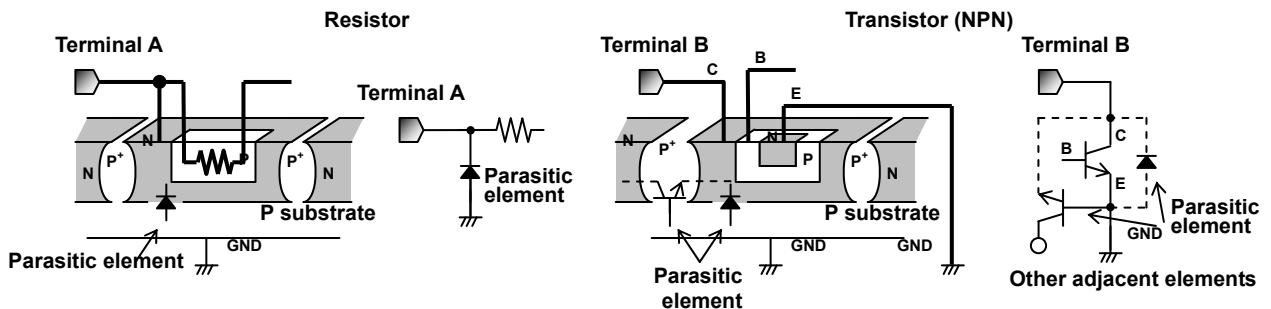 Resistor
Terminal A
N
P
N
P+
P+
N
P substrate
GND
Parasitic element
Terminal A
Parasitic
element
Transistor (NPN)
Terminal B
C
B
E
N
P
N
P+
P+
N
P substrate
GND
GND
Parasitic
element
Terminal B
C
B
E
GND
Parasitic
element
Other adjacent elements